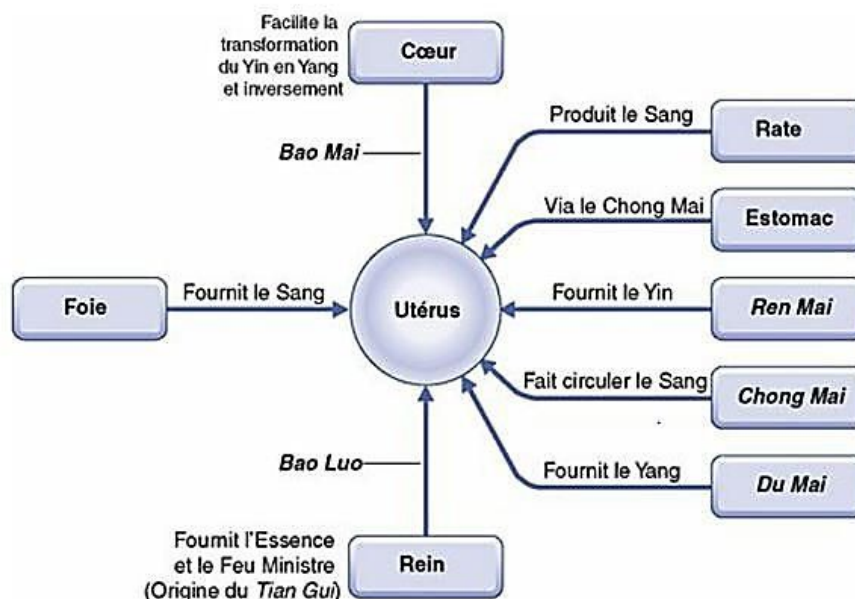 Facilite la
transformation
du Yin en Yang
et inversement
Cœur
Bao Mai
Produit le Sang
Rate
Via le Chong Mai
Estomac
Foie
Fournit le Sang
Utérus
Fournit le Yin
Ren Mai
Fait circuler le Sang
Chong Mai
Bao Luo
Fournit le Yang
Du Mai
Fournit l'Essence
et le Feu Ministre
(Origine du Tian Gui)
Rein